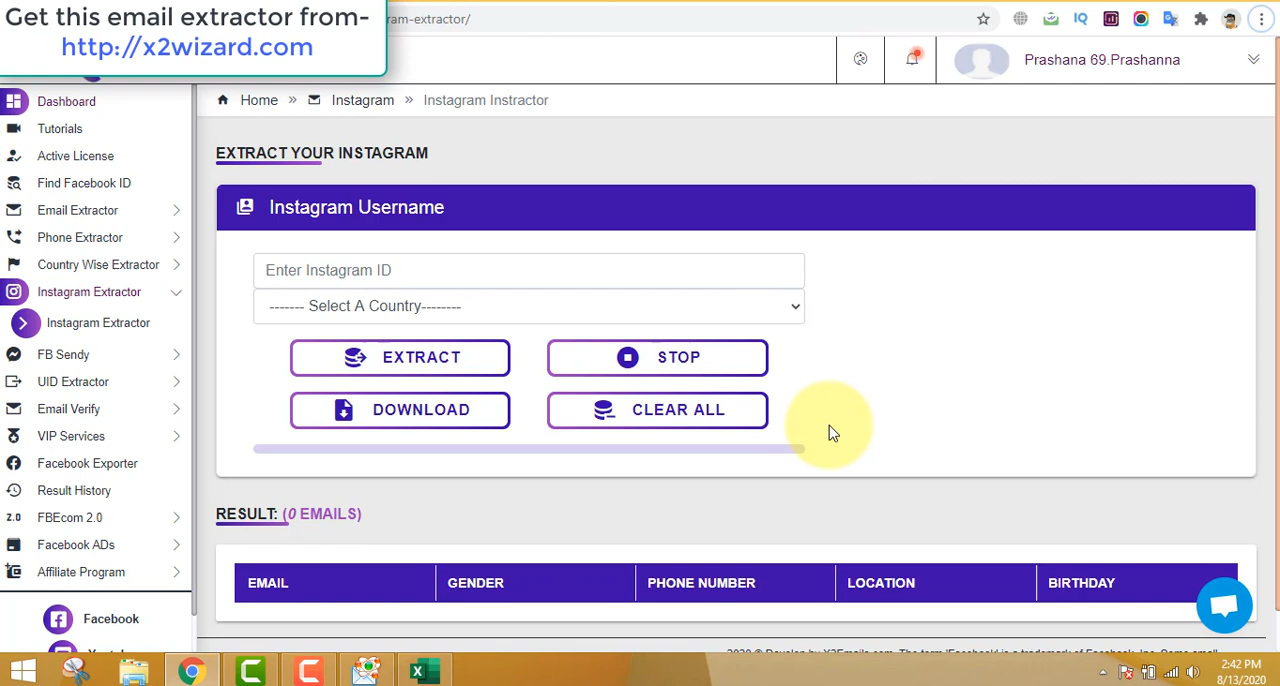 Get this email extractor from-
http://x2wizard.com
ram-extractor/
Prashana 69.Prashanna
Dashboard
Tutorials
Active License
Find Facebook ID
Email Extractor
Phone Extractor
Country Wise Extractor
Instagram Extractor
Instagram Extractor
FB Sendy
UID Extractor
Email Verify
VIP Services
Facebook Exporter
Result History
2.0 FBEcom 2.0
Facebook ADs
Affiliate Program
Facebook
Home » Instagram » Instagram Instractor
EXTRACT YOUR INSTAGRAM
Instagram Username
Enter Instagram ID
------- Select A Country--------
EXTRACT STOP
DOWNLOAD CLEAR ALL
RESULT: (0 EMAILS)
EMAIL GENDER PHONE NUMBER LOCATION BIRTHDAY
2:42 PM
8/13/2020